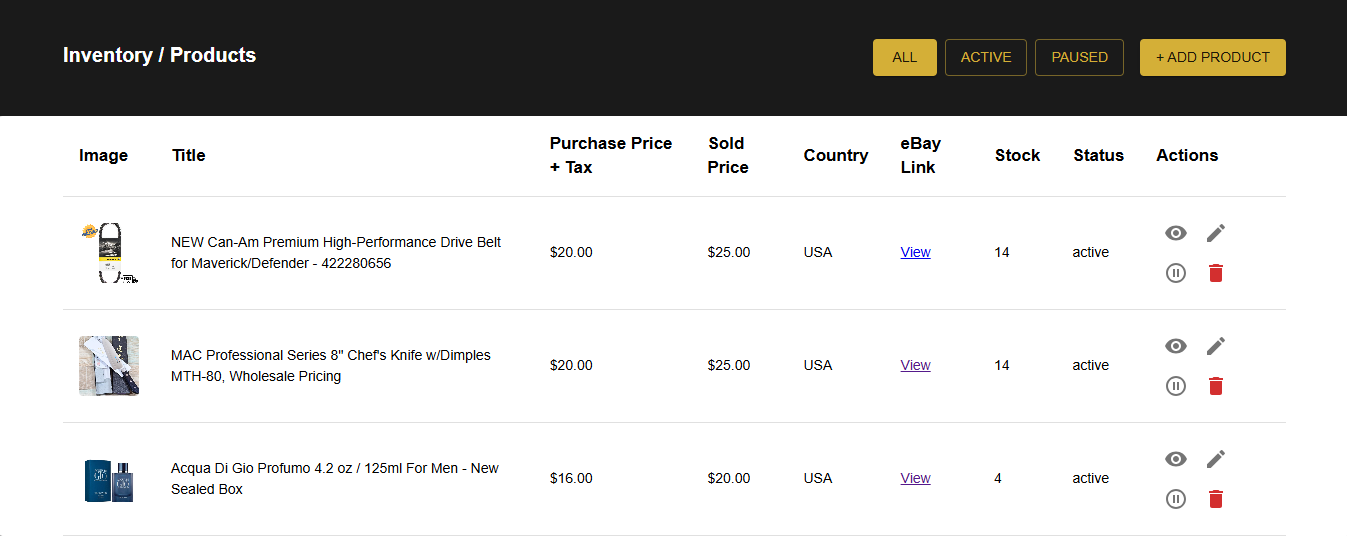 Inventory / Products
ALL
ACTIVE
PAUSED
+ ADD PRODUCT
Image
Title
Purchase Price
+ Tax
Sold
Price
Country
eBay
Link
Stock
Status
Actions
NEW Can-Am Premium High-Performance Drive Belt
for Maverick/Defender - 422280656
$20.00
$25.00
USA
View
14
active
MAC Professional Series 8" Chef's Knife w/Dimples
MTH-80, Wholesale Pricing
$20.00
$25.00
USA
View
14
active
Acqua Di Gio Profumo 4.2 oz / 125ml For Men - New
Sealed Box
$16.00
$20.00
USA
View
4
active